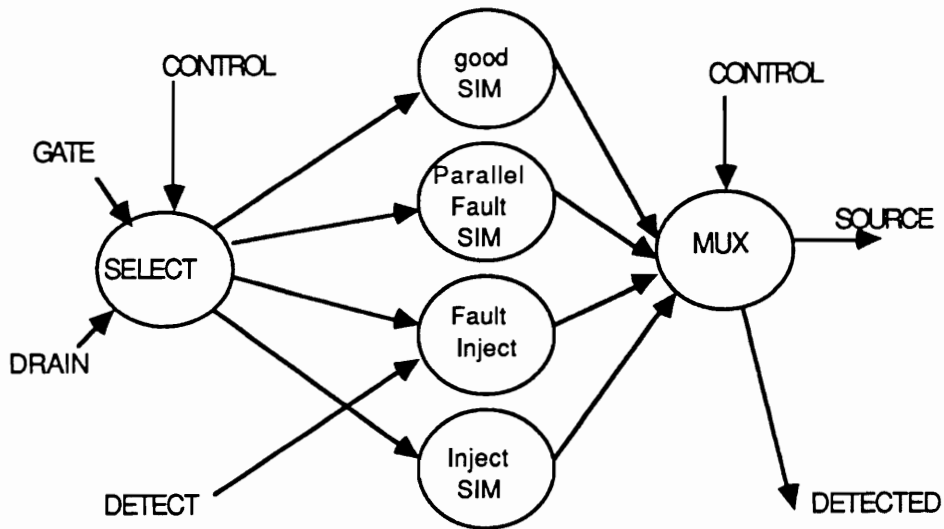 CONTROL
GATE
SELECT
DRAIN
DETECT
good
SIM
Parallel
Fault
SIM
Fault
Inject
Inject
SIM
CONTROL
MUX
SOURCE
DETECTED